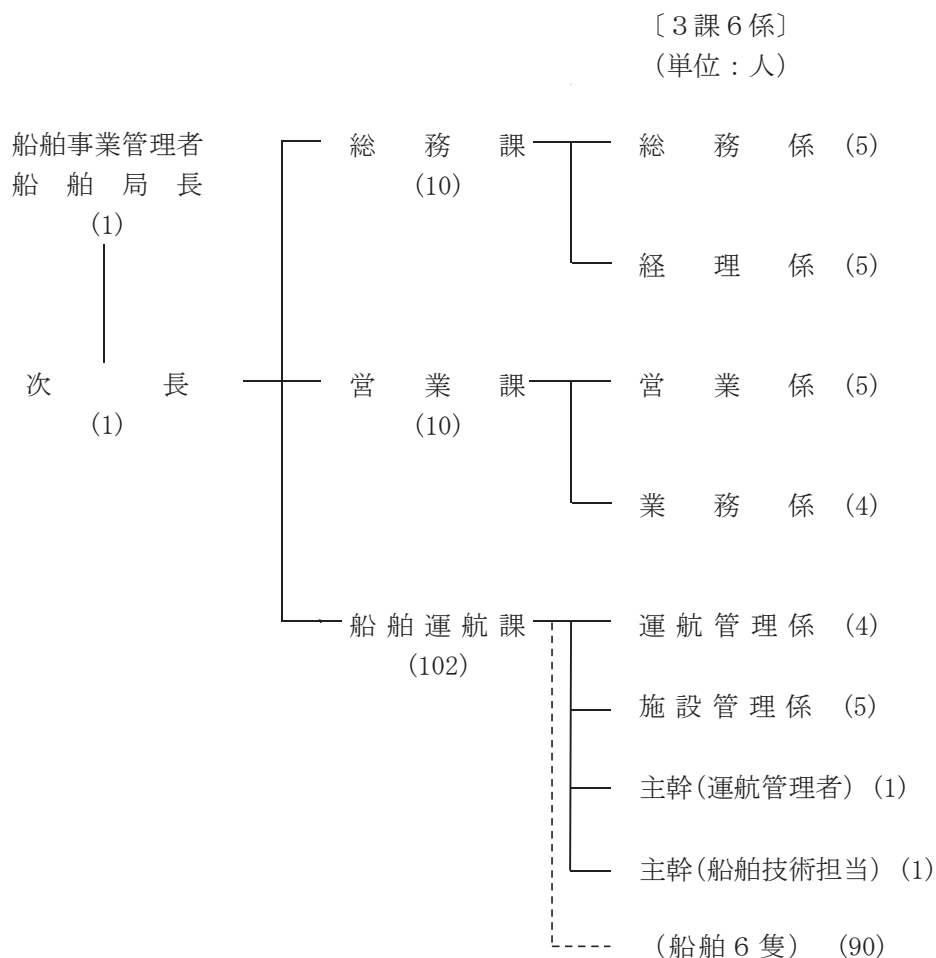 〔３課６係〕
（単位：人）
船舶事業管理者
船舶局長
(1)
総務課
(10)
総務係 (5)
経理係 (5)
次長
(1)
営業課
(10)
営業係 (5)
業務係 (4)
船舶運航課
(102)
運航管理係 (4)
施設管理係 (5)
主幹(運航管理者) (1)
主幹(船舶技術担当) (1)
(船舶６隻) (90)